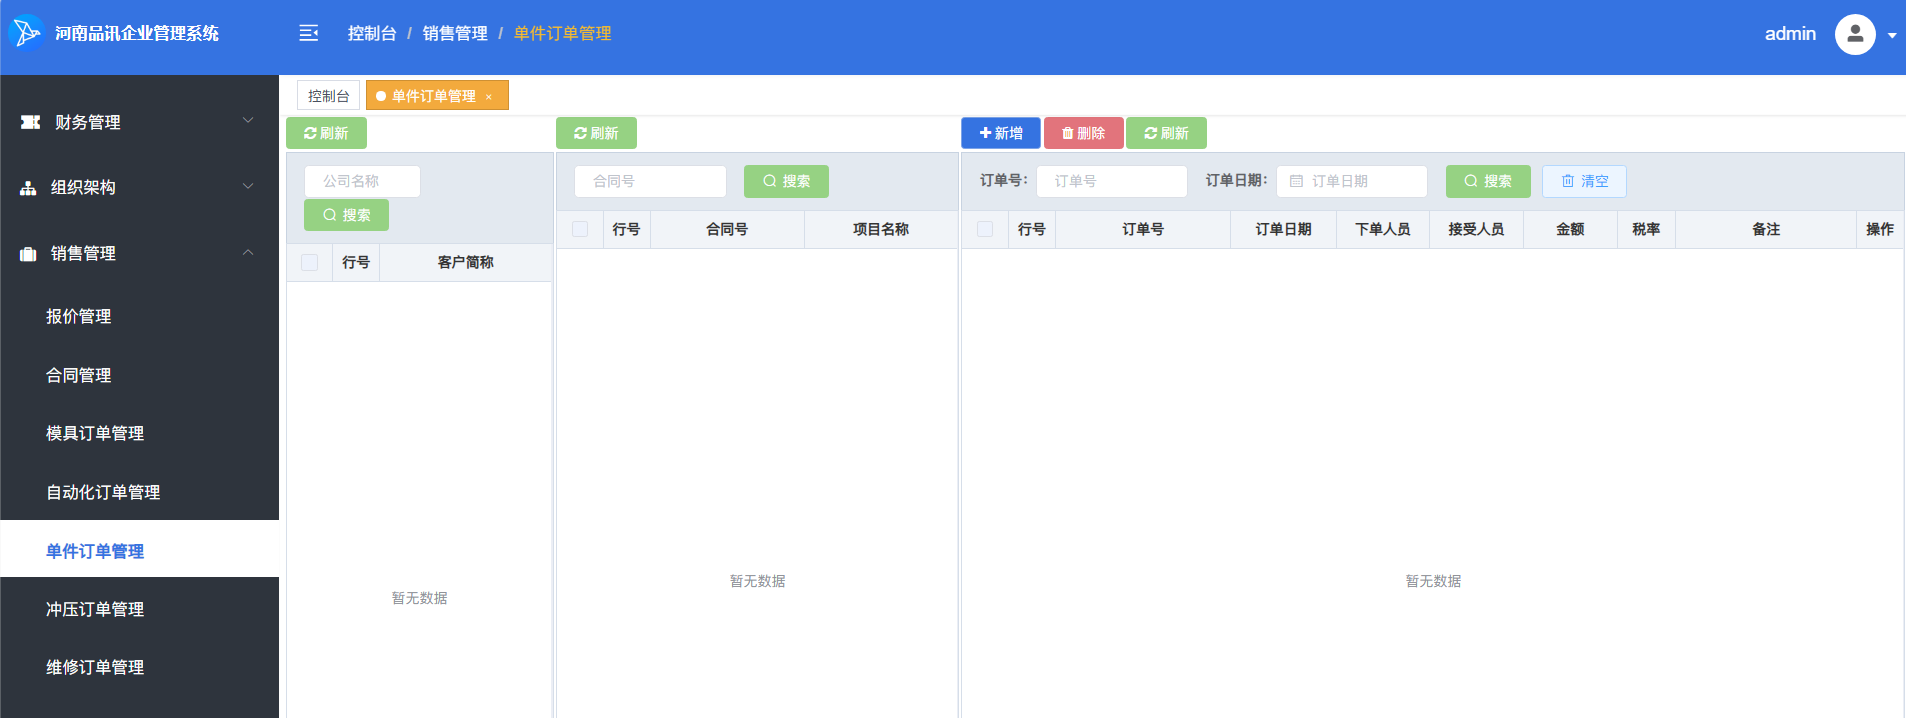 河南品讯企业管理系统
控制台 / 销售管理 / 单件订单管理
admin
财务管理
组织架构
销售管理
报价管理
合同管理
模具订单管理
自动化订单管理
单件订单管理
冲压订单管理
维修订单管理
控制台
单件订单管理 ×
刷新
公司名称
搜索
行号 客户简称
暂无数据
刷新
合同号 搜索
行号 合同号 项目名称
暂无数据
新增 删除 刷新
订单号: 订单号 订单日期: 订单日期 搜索 清空
行号 订单号 订单日期 下单人员 接受人员 金额 税率 备注 操作
暂无数据